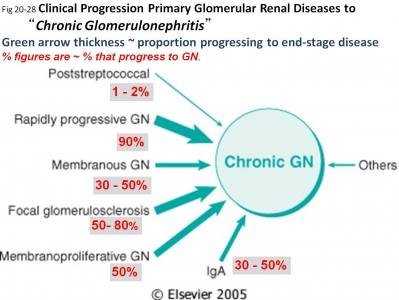 Fig 20-28 Clinical Progression Primary Glomerular Renal Diseases to
“Chronic Glomerulonephritis”
Green arrow thickness ~ proportion progressing to end-stage disease
% figures are ~ % that progress to GN.
Poststreptococcal
1 - 2%
Rapidly progressive GN
90%
Membranous GN
Chronic GN
Others
30 - 50%
Focal glomerulosclerosis
50- 80%
Membranoproliferative GN
50%
IgA
30 - 50%
© Elsevier 2005